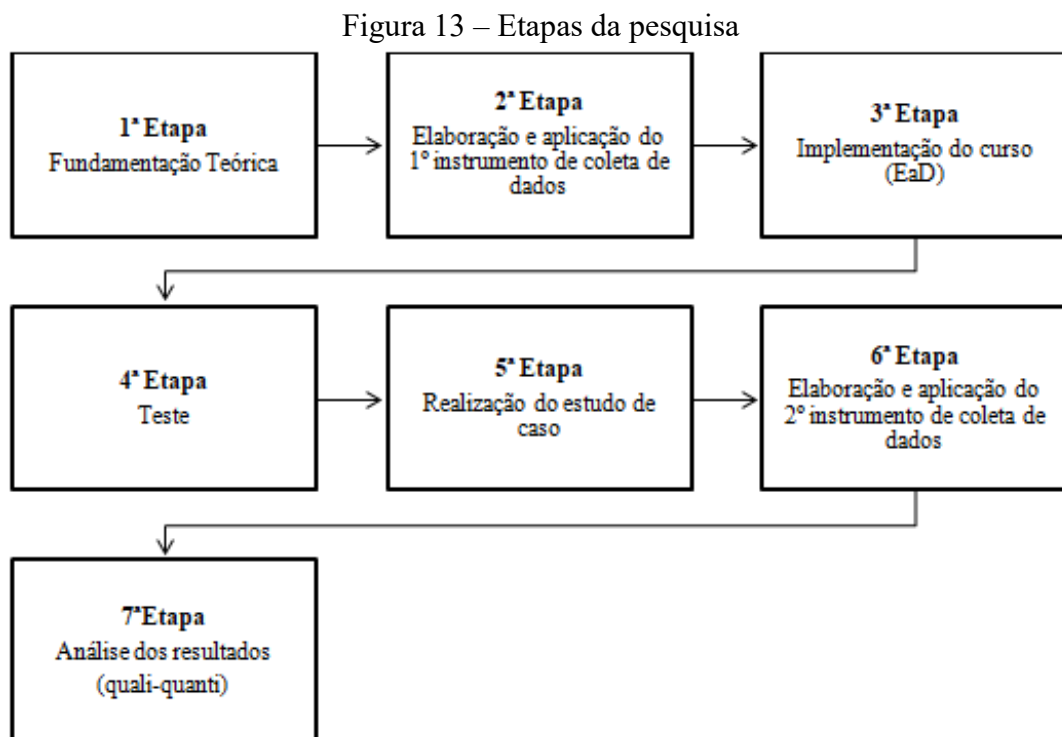 Figura 13 – Etapas da pesquisa
1ª Etapa
Fundamentação Teórica
2ª Etapa
Elaboração e aplicação do
1º instrumento de coleta de
dados
3ª Etapa
Implementação do curso
(EaD)
4ª Etapa
Teste
5ª Etapa
Realização do estudo de
caso
6ª Etapa
Elaboração e aplicação do
2º instrumento de coleta de
dados
7ªEtapa
Análise dos resultados
(quali-quanti)